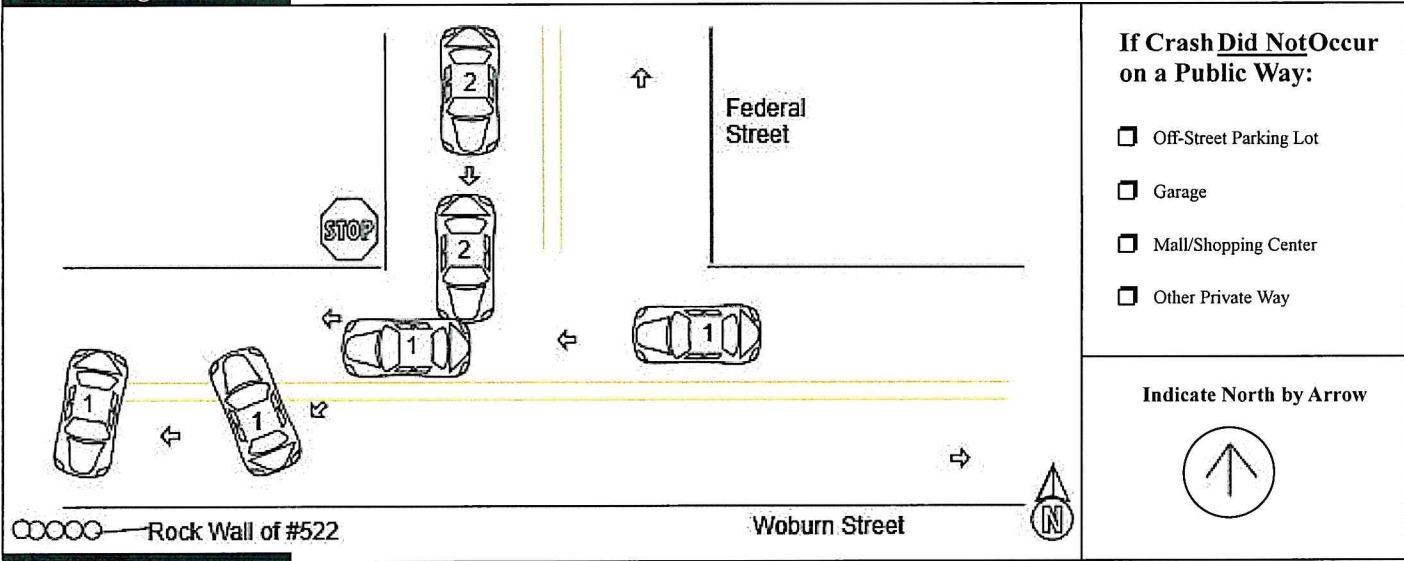 2
Federal
Street
STOP
2
1
1
1
1
Rock Wall of #522
Woburn Street
N
If Crash Did Not Occur
on a Public Way:
Off-Street Parking Lot
Garage
Mall/Shopping Center
Other Private Way
Indicate North by Arrow